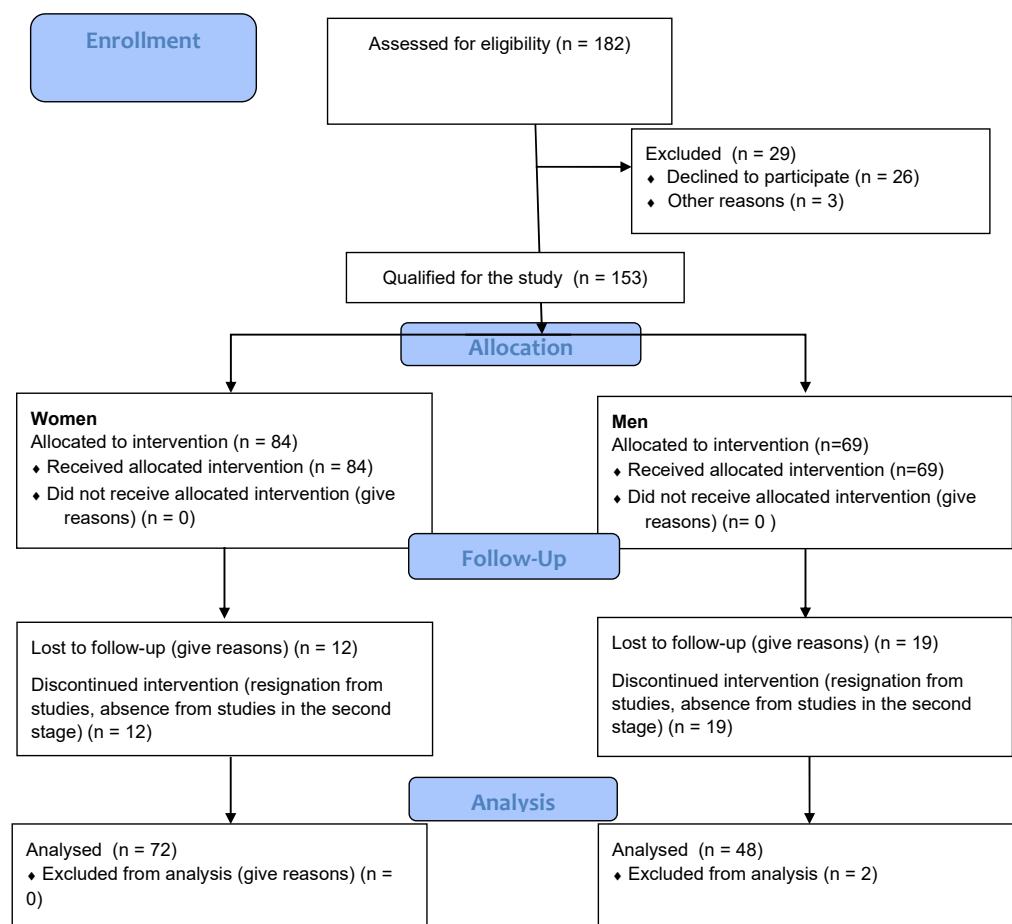 Enrollment
Assessed for eligibility (n = 182)
Excluded (n = 29)
♦ Declined to participate (n = 26)
♦ Other reasons (n = 3)
Qualified for the study (n = 153)
Allocation
Women
Allocated to intervention (n = 84)
♦ Received allocated intervention (n = 84)
♦ Did not receive allocated intervention (give
reasons) (n = 0)
Men
Allocated to intervention (n=69)
♦ Received allocated intervention (n=69)
♦ Did not receive allocated intervention (give
reasons) (n= 0 )
Follow-Up
Lost to follow-up (give reasons) (n = 12)
Discontinued intervention (resignation from
studies, absence from studies in the second
stage) (n = 12)
Lost to follow-up (give reasons) (n = 19)
Discontinued intervention (resignation from
studies, absence from studies in the second
stage) (n = 19)
Analysis
Analysed (n = 72)
♦ Excluded from analysis (give reasons) (n =
0)
Analysed (n = 48)
♦ Excluded from analysis (n = 2)